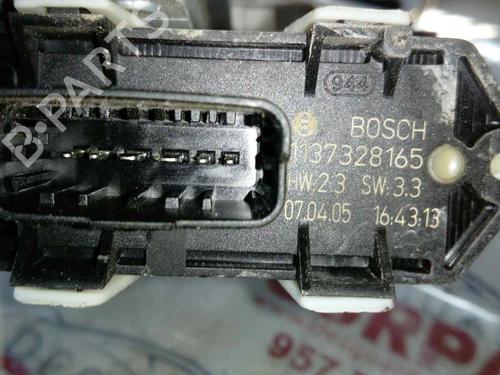 B-PARTS
944
BOSCH
1137328165
HW.2.3 SW.3.3
07.04.05 16:43:13
957